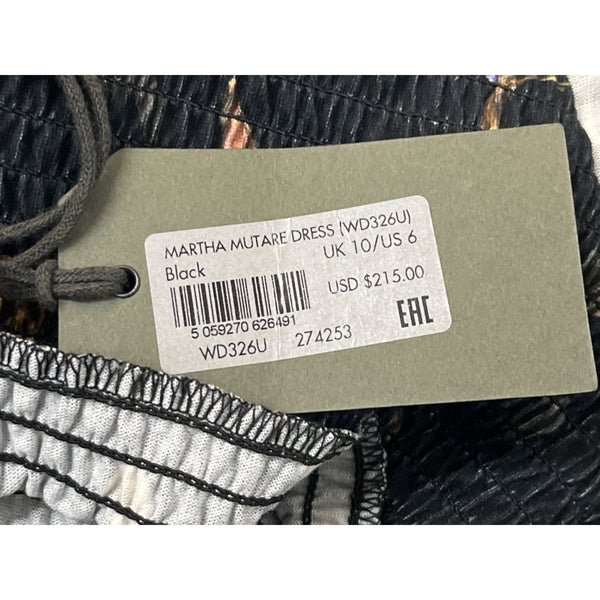 MARTHA MUTARE DRESS (WD326U)
Black UK 10/US 6
USD $215.00
5 059270 626491
WD326U 274253
EAC